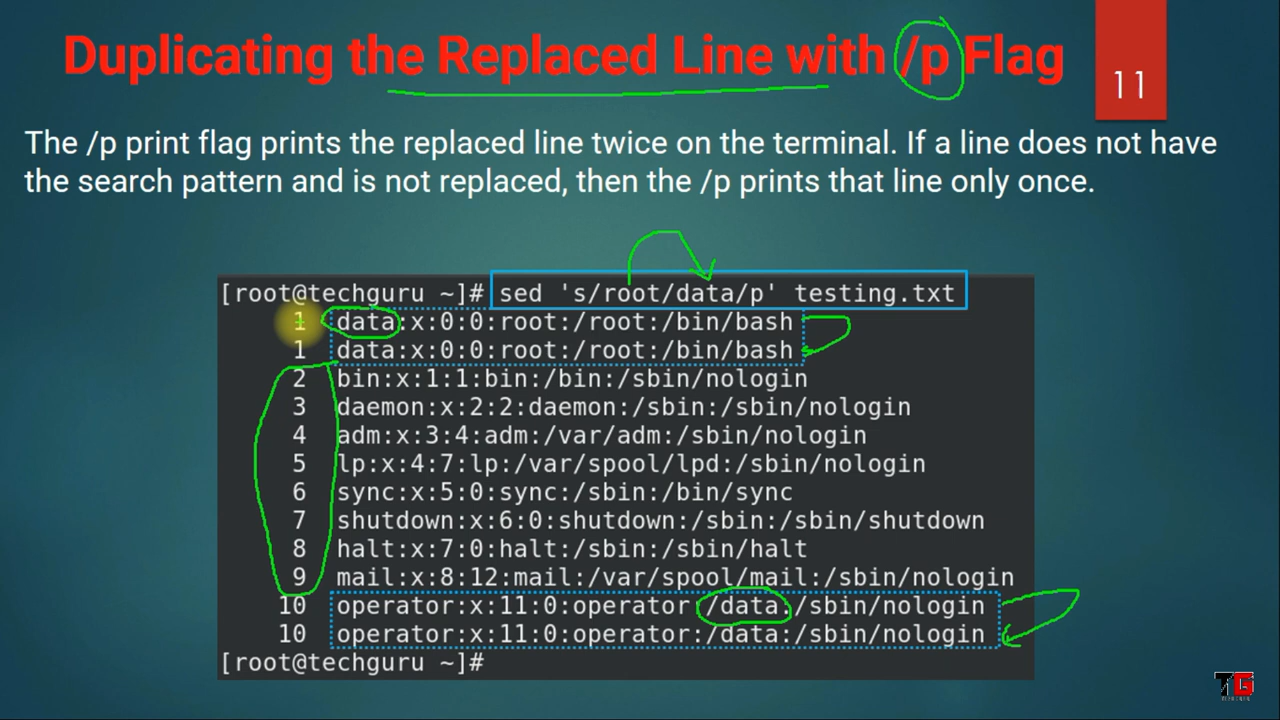 Duplicating the Replaced Line with /p Flag
11
The /p print flag prints the replaced line twice on the terminal. If a line does not have
the search pattern and is not replaced, then the /p prints that line only once.
[root@techguru ~]# sed 's/root/data/p' testing.txt
1 data:x:0:0:root:/root:/bin/bash
1 data:x:0:0:root:/root:/bin/bash
2 bin:x:1:1:bin:/bin:/sbin/nologin
3 daemon:x:2:2:daemon:/sbin:/sbin/nologin
4 adm:x:3:4:adm:/var/adm:/sbin/nologin
5 lp:x:4:7:lp:/var/spool/lpd:/sbin/nologin
6 sync:x:5:0:sync:/sbin:/bin/sync
7 shutdown:x:6:0:shutdown:/sbin:/sbin/shutdown
8 halt:x:7:0:halt:/sbin:/sbin/halt
9 mail:x:8:12:mail:/var/spool/mail:/sbin/nologin
10 operator:x:11:0:operator:/data:/sbin/nologin
10 operator:x:11:0:operator:/data:/sbin/nologin
[root@techguru ~]#
TG